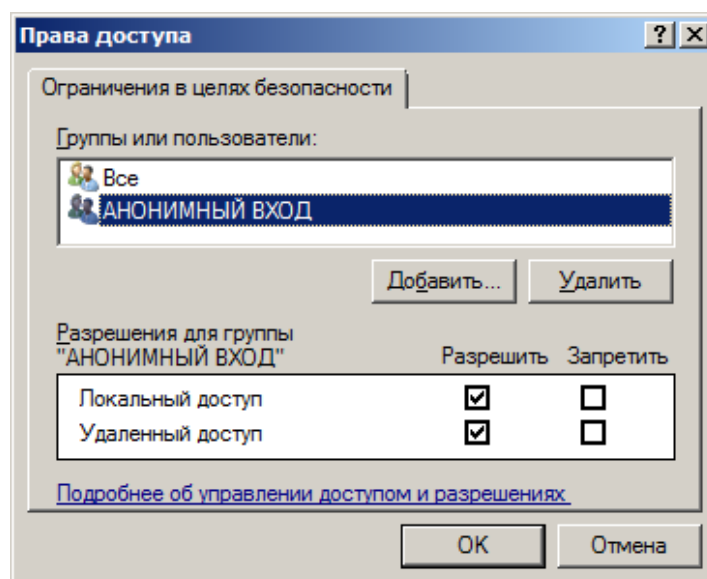 Права доступа
Ограничения в целях безопасности
Группы или пользователи:
Все
АНОНИМНЫЙ ВХОД
Добавить...
Удалить
Разрешения для группы
"АНОНИМНЫЙ ВХОД" Разрешить Запретить
Локальный доступ
Удаленный доступ
Подробнее об управлении доступом и разрешениях
OK
Отмена